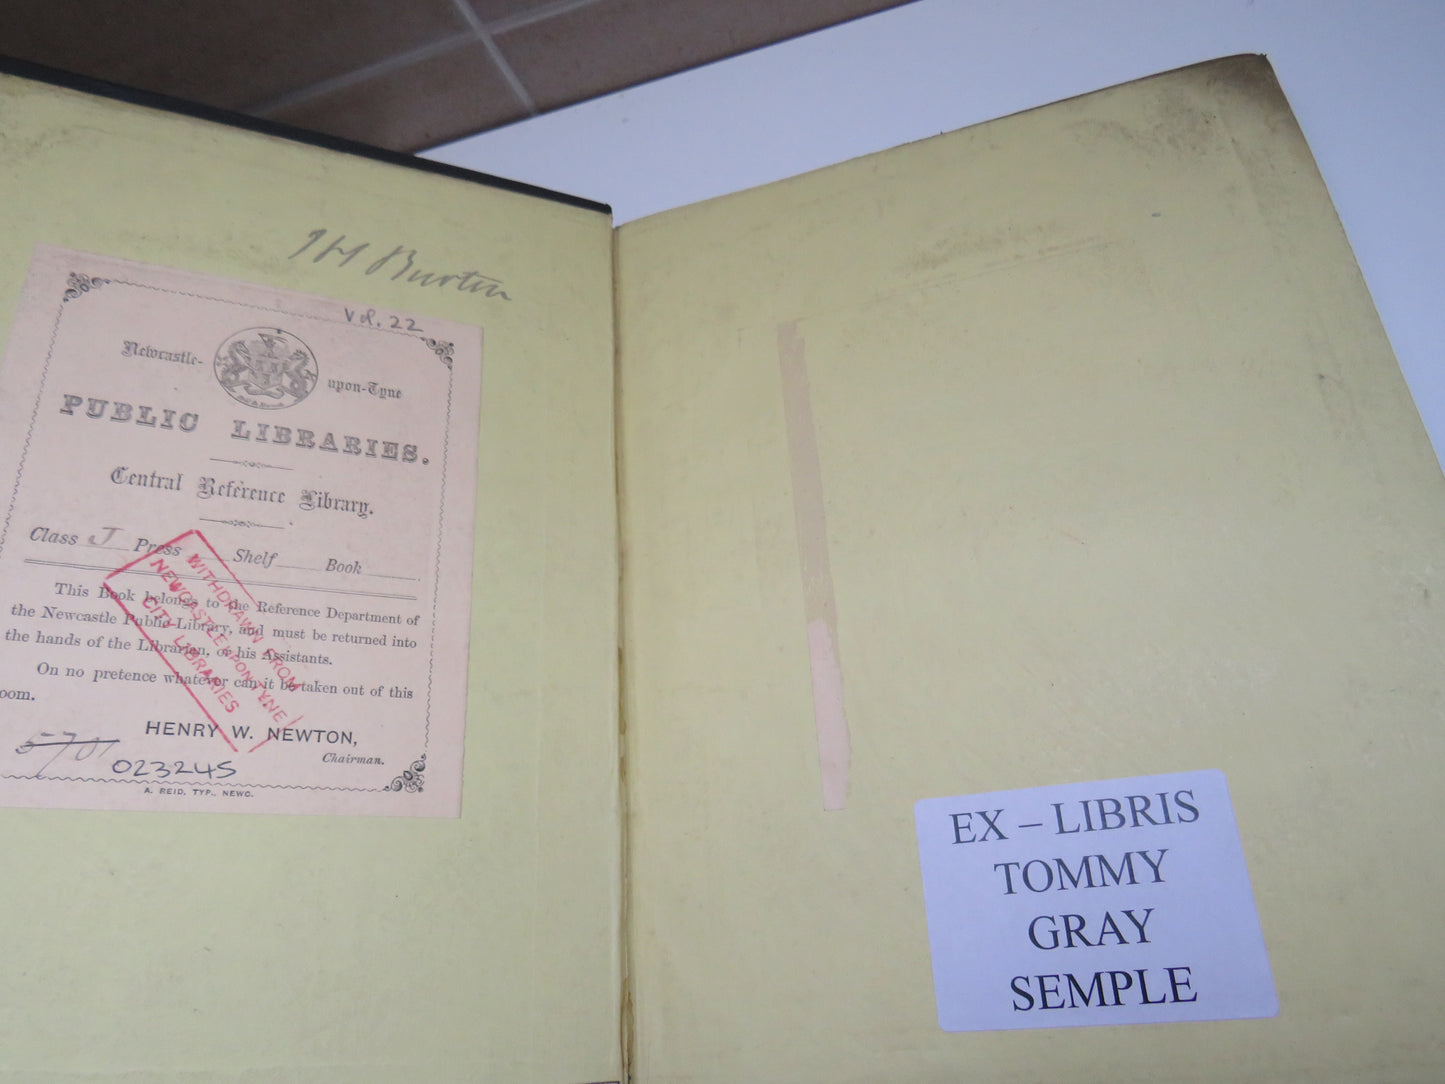 J H Burton
Vol. 22
Newcastle- upon-Tyne
PUBLIC LIBRARIES.
Central Reference Library.
Class J Press Shelf Book
This Book belongs to the Reference Department of
the Newcastle Public Library, and must be returned into
the hands of the Librarian, or his Assistants.
On no pretence whatever can it be taken out of this
oom.
HENRY W. NEWTON,
Chairman.
5701
023245
A. REID, TYP., NEWC.
WITHDRAWN FROM
NEWCASTLE UPON TYNE
CITY LIBRARIES
EX – LIBRIS
TOMMY
GRAY
SEMPLE